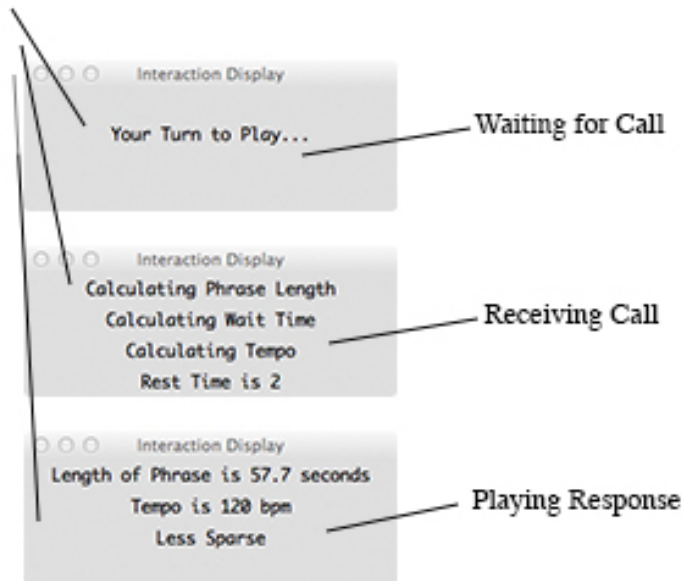 Interaction Display
Your Turn to Play...
Waiting for Call
Interaction Display
Calculating Phrase Length
Calculating Wait Time
Calculating Tempo
Rest Time is 2
Receiving Call
Interaction Display
Length of Phrase is 57.7 seconds
Tempo is 120 bpm
Less Sparse
Playing Response